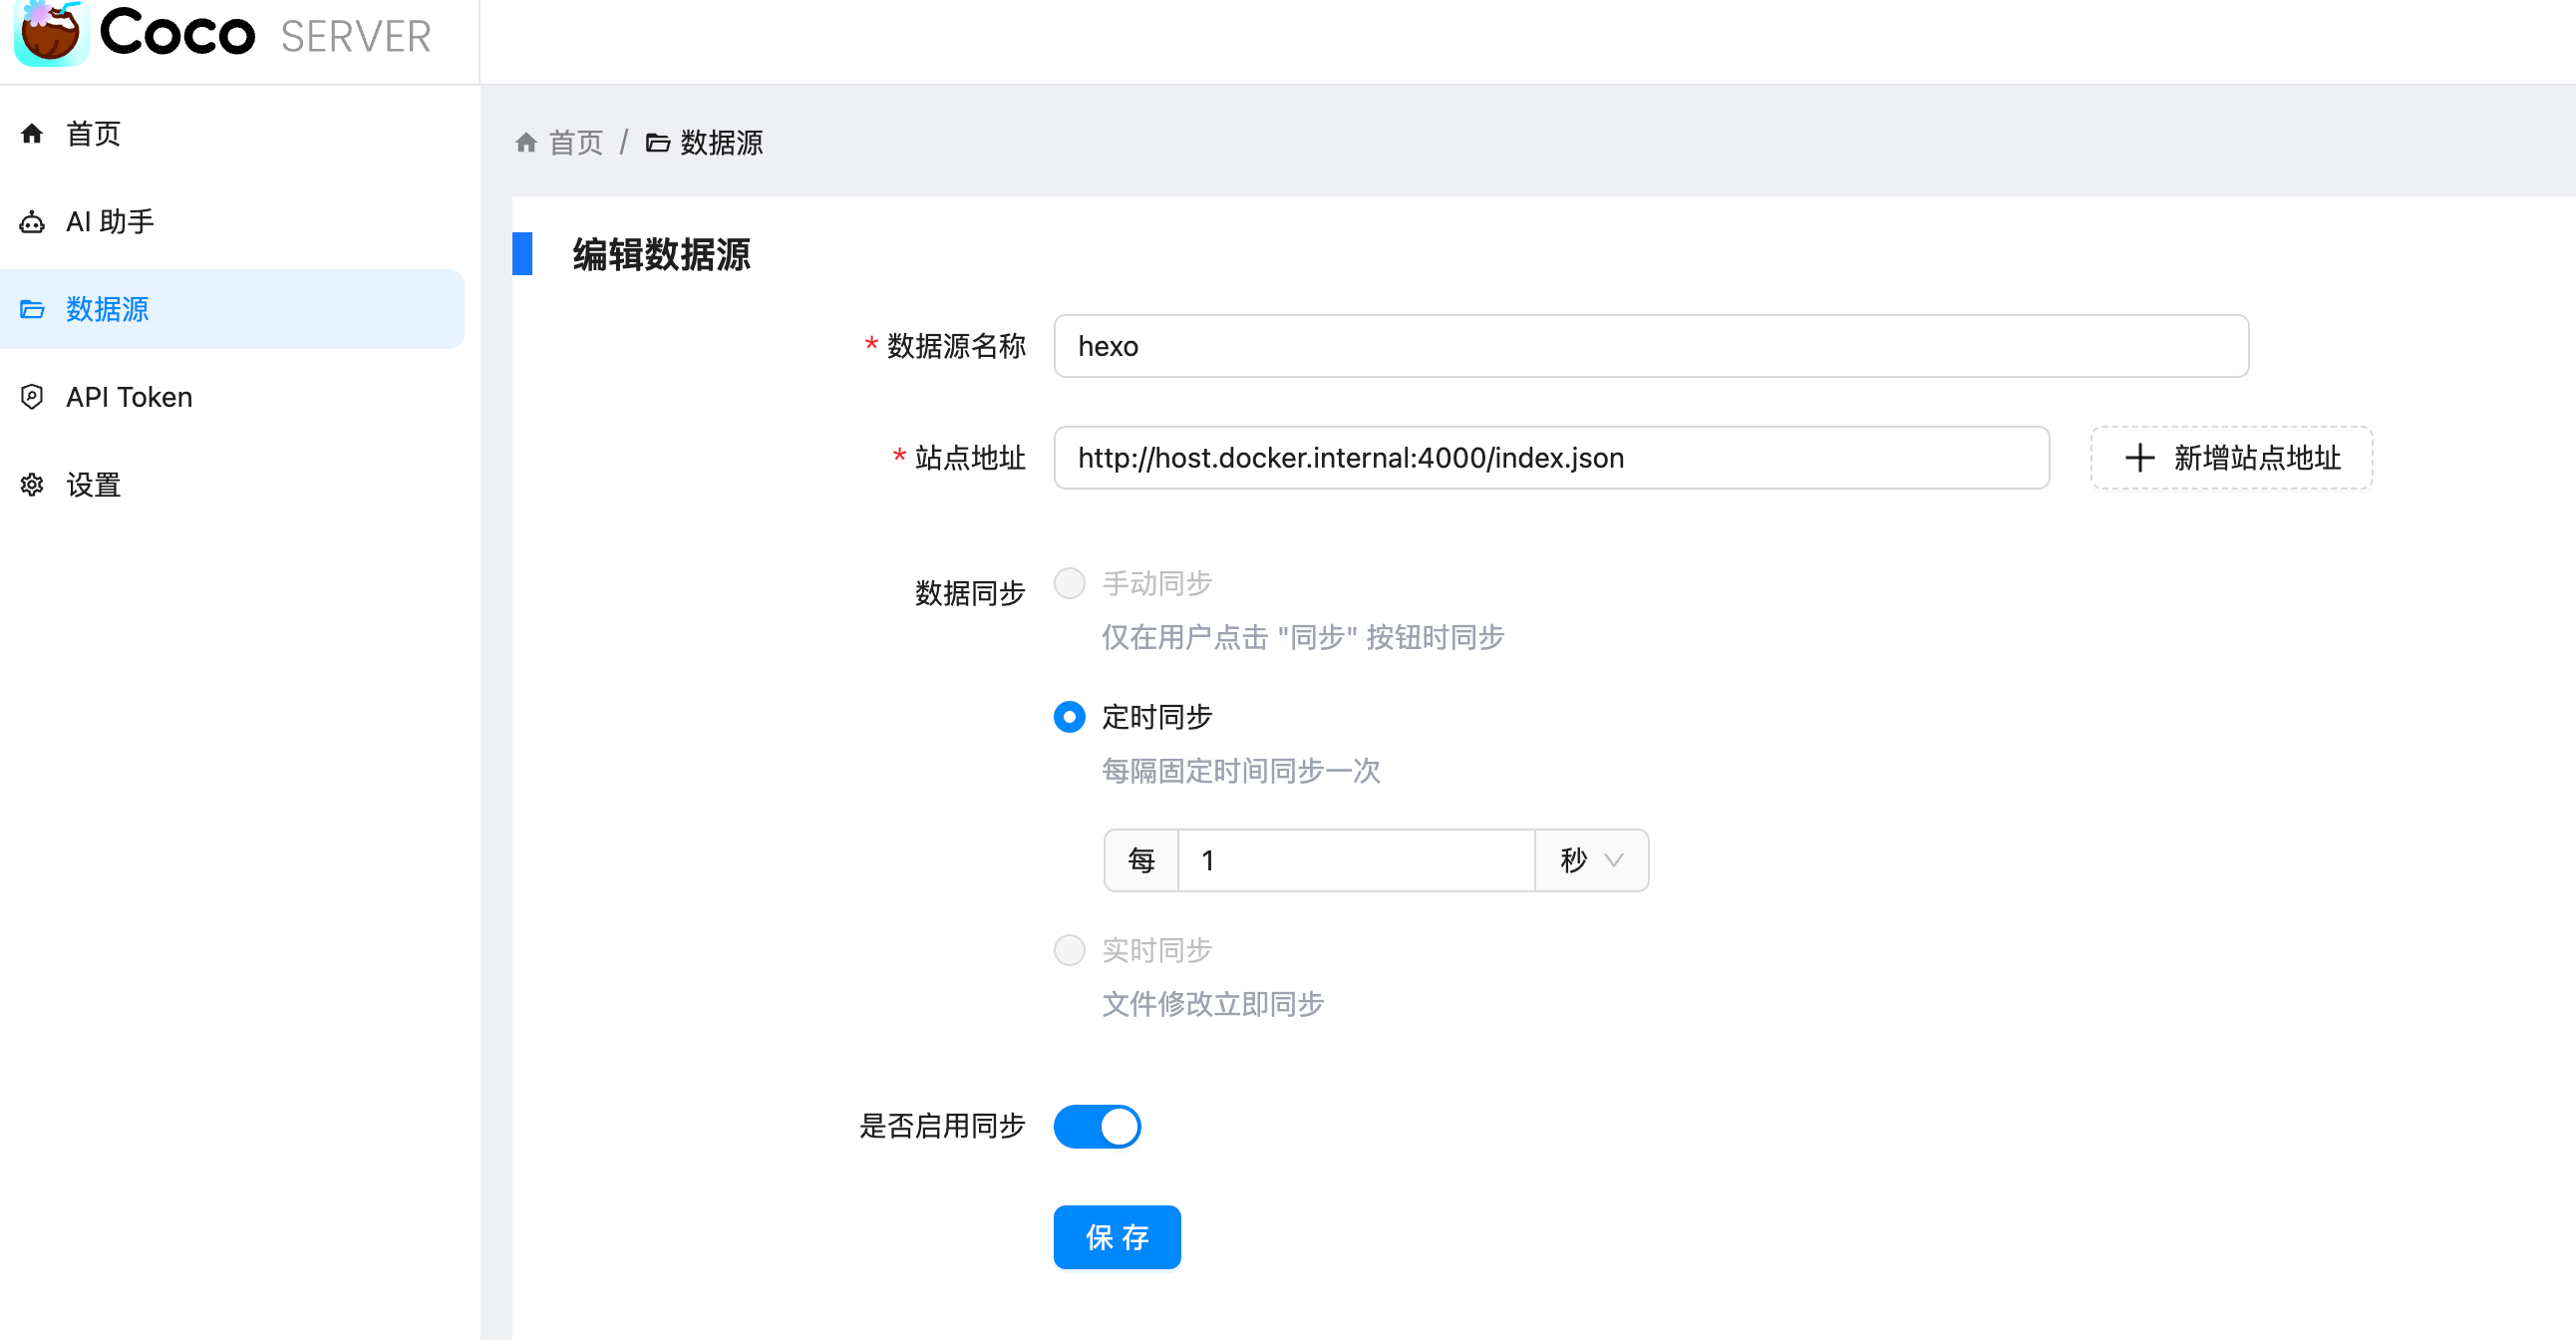 Coco SERVER
首页
AI 助手
数据源
API Token
设置
首页 / 数据源
编辑数据源
* 数据源名称 hexo
* 站点地址 http://host.docker.internal:4000/index.json 新增站点地址
数据同步 手动同步
仅在用户点击 "同步" 按钮时同步
定时同步
每隔固定时间同步一次
每 1 秒
实时同步
文件修改立即同步
是否启用同步
保 存